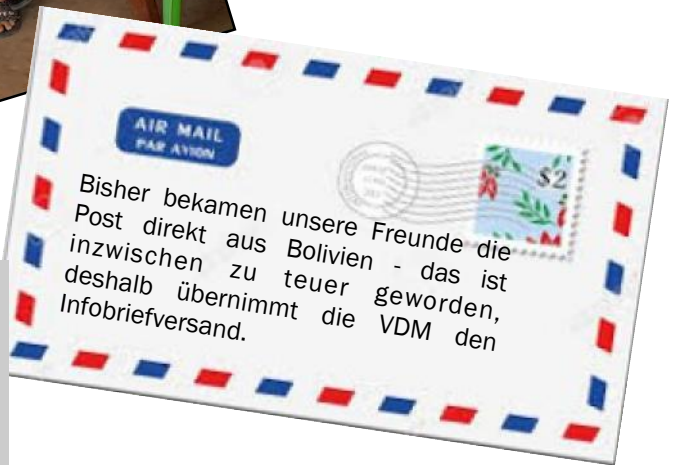 AIR MAIL
PAR AVION
$2
Bisher bekamen unsere Freunde die
Post direkt aus Bolivien - das ist
inzwischen zu teuer geworden,
deshalb übernimmt die VDM den
Infobriefversand.